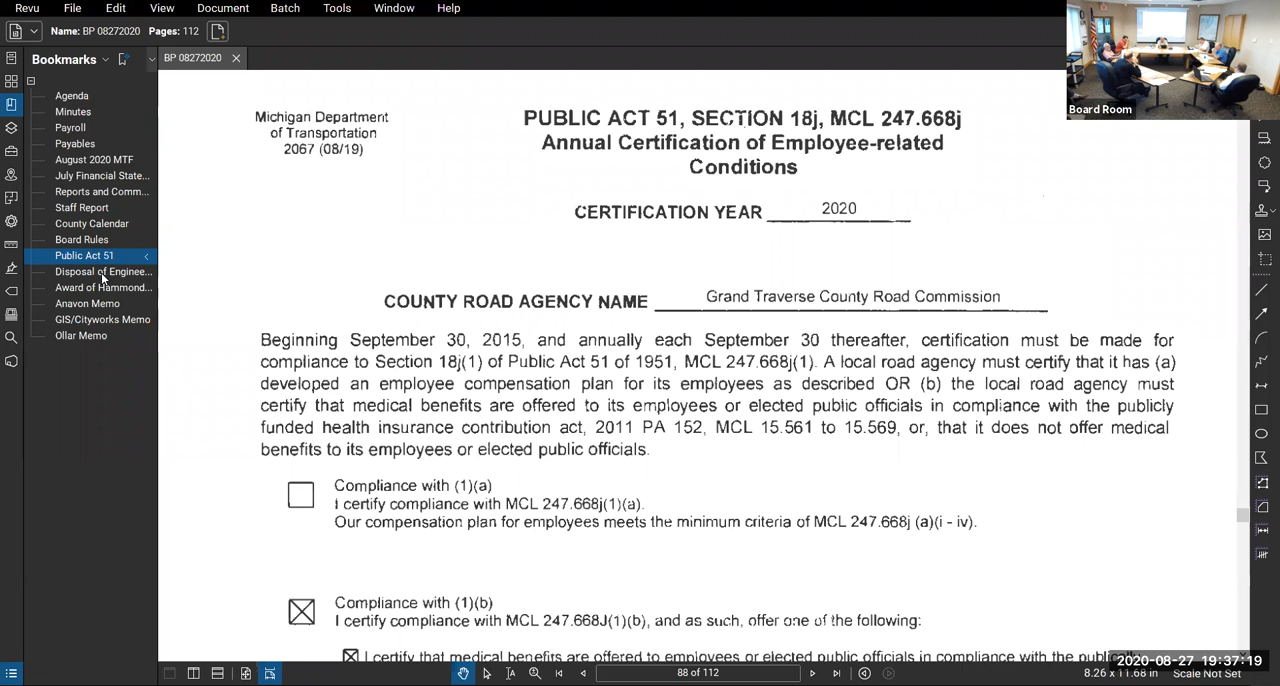 Revu File Edit View Document Batch Tools Window Help
Name: BP 08272020 Pages: 112
Bookmarks
BP 08272020
Agenda
Minutes
Payroll
Payables
August 2020 MTF
July Financial State...
Reports and Comm...
Staff Report
County Calendar
Board Rules
Public Act 51
Disposal of Enginee...
Award of Hammond...
Anavon Memo
GIS/Cityworks Memo
Ollar Memo
Board Room
Michigan Department
of Transportation
2067 (08/19)
PUBLIC ACT 51, SECTION 18j, MCL 247.668j
Annual Certification of Employee-related
Conditions
CERTIFICATION YEAR 2020
COUNTY ROAD AGENCY NAME Grand Traverse County Road Commission
Beginning September 30, 2015, and annually each September 30 thereafter, certification must be made for
compliance to Section 18j(1) of Public Act 51 of 1951, MCL 247.668j(1). A local road agency must certify that it has (a)
developed an employee compensation plan for its employees as described OR (b) the local road agency must
certify that medical benefits are offered to its employees or elected public officials in compliance with the publicly
funded health insurance contribution act, 2011 PA 152, MCL 15.561 to 15.569, or, that it does not offer medical
benefits to its employees or elected public officials.
Compliance with (1)(a)
I certify compliance with MCL 247.668j(1)(a).
Our compensation plan for employees meets the minimum criteria of MCL 247.668j (a)(i - iv).
Compliance with (1)(b)
I certify compliance with MCL 247.668J(1)(b), and as such, offer one of the following:
I certify that medical benefits are offered to employees or elected public officials in compliance with the
2020-08-27 19:37:19
88 of 112
8.26 x 11.68 in Scale Not Set